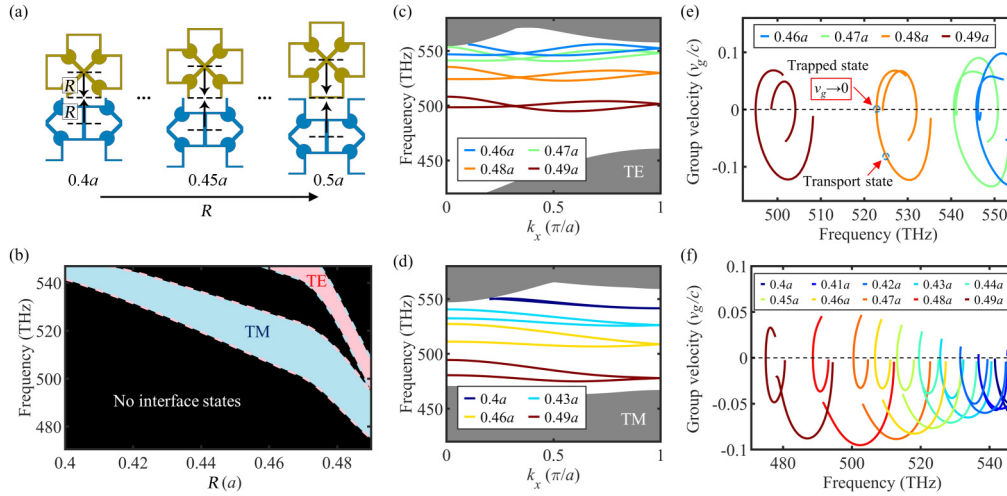 (a)
R
R
...
...
0.4a
0.45a
0.5a
R
(b)
Frequency (THz)
540
520
500
480
TE
TM
No interface states
0.4
0.42
0.44
0.46
0.48
R (a)
(c)
Frequency (THz)
550
500
450
0.46a
0.47a
0.48a
0.49a
TE
0
0.5
1
kx (π/a)
(d)
Frequency (THz)
550
500
450
0.4a
0.43a
0.46a
0.49a
TM
0
0.5
1
kx (π/a)
(e)
Group velocity (vg/c)
0.1
0
-0.1
0.46a
0.47a
0.48a
0.49a
Trapped state
vg→0
Transport state
500
510
520
530
540
550
Frequency (THz)
(f)
Group velocity (vg/c)
0.1
0.05
0
-0.05
-0.1
0.4a
0.41a
0.42a
0.43a
0.44a
0.45a
0.46a
0.47a
0.48a
0.49a
480
500
520
540
Frequency (THz)